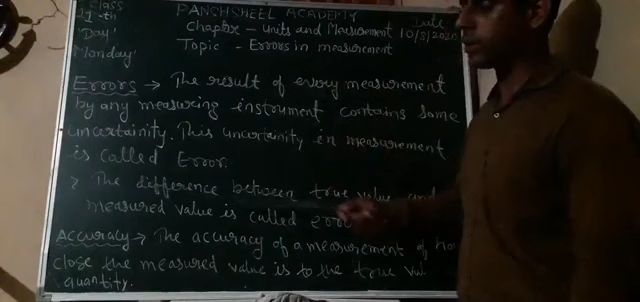 Class
11-th
'Day'
Monday'
PANCHSHEEL ACADEMY
Chapter - Units and Measurement
Topic - Errors in measurement
Date
10/8/2020
Errors → The result of every measurement
by any measuring instrument contains some
uncertainity. This uncertainity in measurement
is called Error.
> The difference between true value and
measured value is called erro
Accuracy → The accuracy of a measurement of ho
close the measured value is to the true val
quantity.